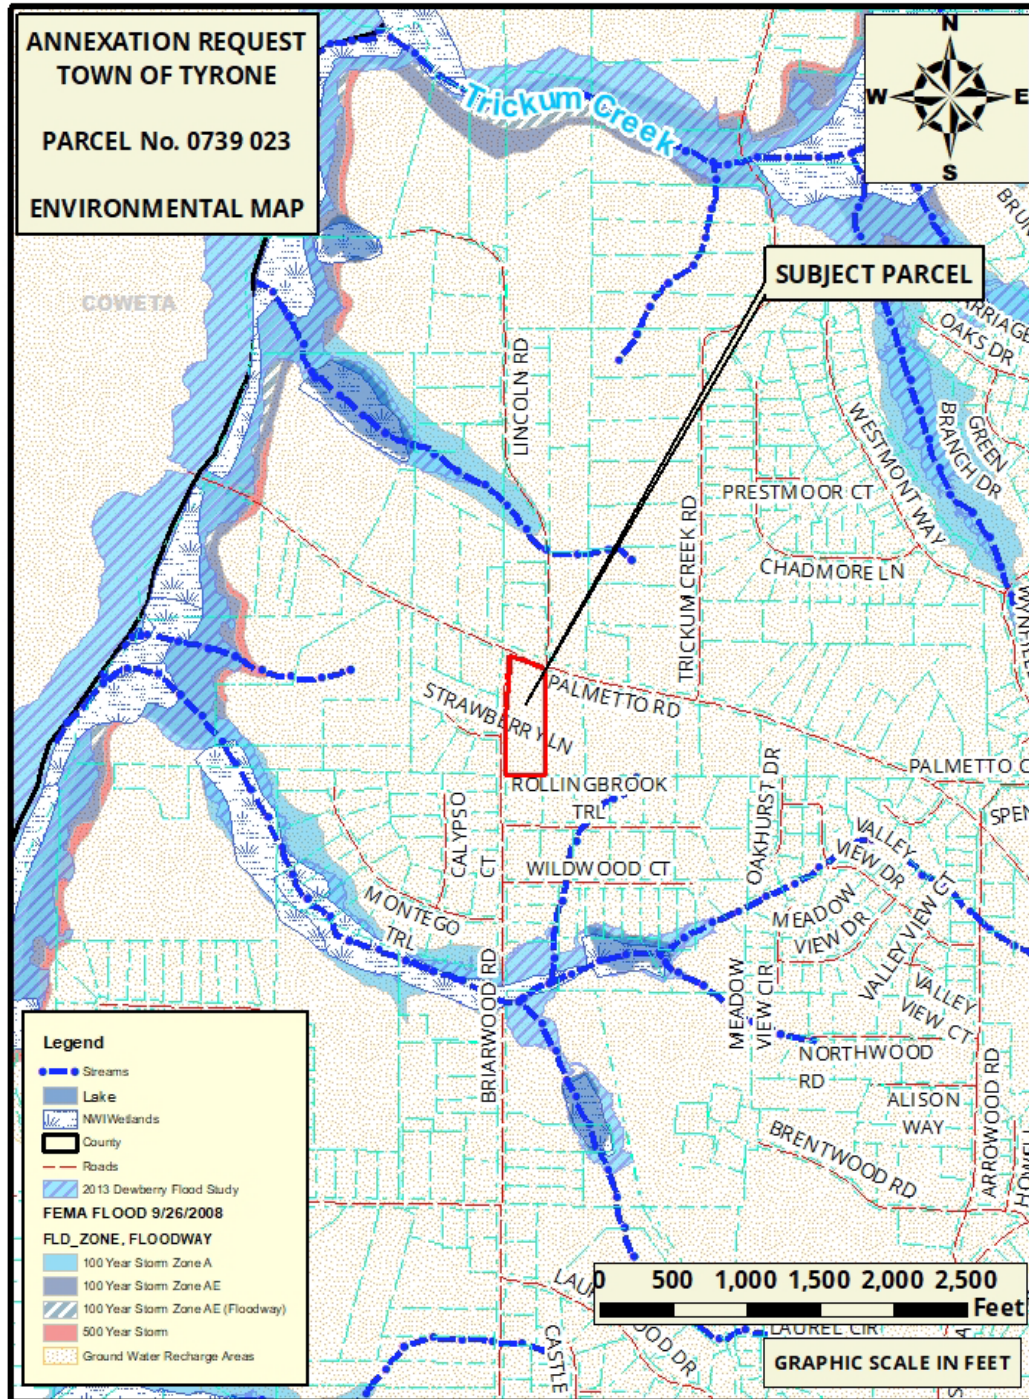 ANNEXATION REQUEST
TOWN OF TYRONE
PARCEL No. 0739 023
ENVIRONMENTAL MAP
N
W
E
S
Trickum Creek
COWETA
SUBJECT PARCEL
OAKS DR
GREEN
BRANCH DR
LINCOLN RD
WESTMONT WAY
PRESTMOOR CT
CHADMORE LN
TRICKUM CREEK RD
PALMETTO RD
STRAWBERRY LN
ROLLINGBROOK
TRL
OAKHURST DR
CALYPSO
CT
WILDWOOD CT
VALLEY
VIEW DR
MONTEGO
TRL
MEADOW
VIEW DR
VALLEY VIEW CT
BRIARWOOD RD
MEADOW
VIEW CIR
VALLEY
VIEW CT
NORTHWOOD
RD
ALISON
WAY
ARROWOOD RD
BRENTWOOD RD
CASTLE
LAUREL CIR
Legend
Streams
Lake
NWI Wetlands
County
Roads
2013 Dewberry Flood Study
FEMA FLOOD 9/26/2008
FLD_ZONE, FLOODWAY
100 Year Storm Zone A
100 Year Storm Zone AE
100 Year Storm Zone AE (Floodway)
500 Year Storm
Ground Water Recharge Areas
0 500 1,000 1,500 2,000 2,500
Feet
GRAPHIC SCALE IN FEET